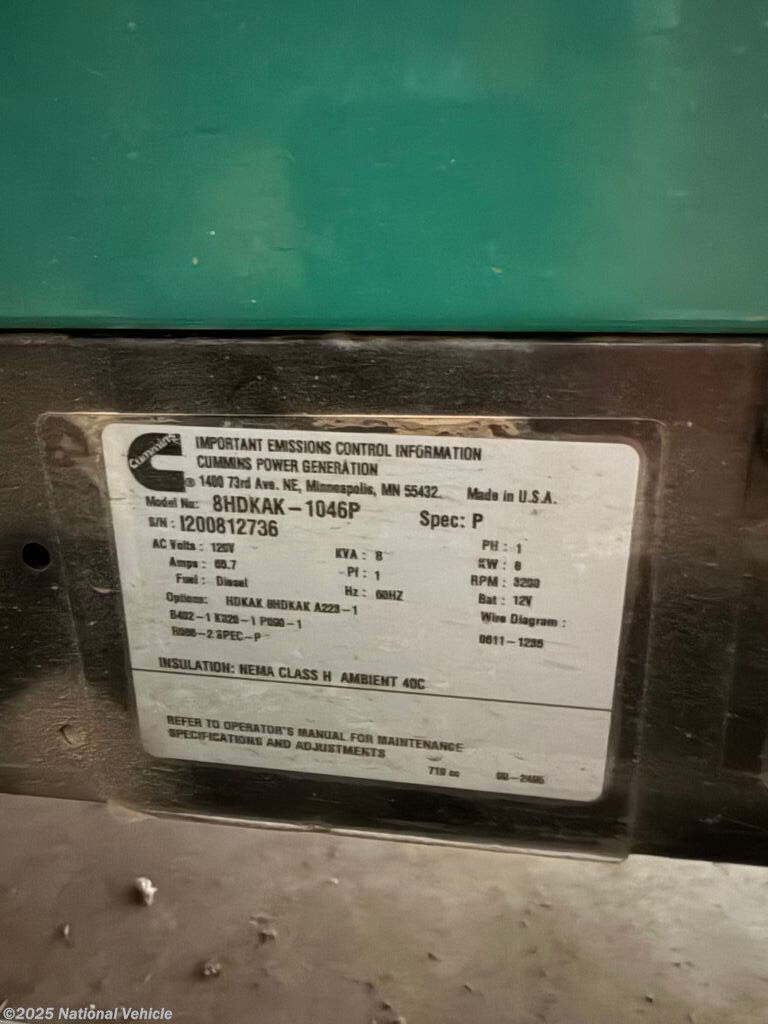 Cummins
IMPORTANT EMISSIONS CONTROL INFORMATION
CUMMINS POWER GENERATION
® 1400 73rd Ave. NE, Minneapolis, MN 55432. Made in U.S.A.
Model No: 8HDKAK-1046P Spec: P
S/N: I200812736
AC Volts: 120V KVA: 8 PH: 1
Amps: 66.7 Pf: 1 KW: 8
Fuel: Diesel Hz: 60HZ RPM:
Bat: 12V
Options: HDKAK 8HDKAK A223-1 Wire Diagram:
INSULATION: NEMA CLASS H AMBIENT 40C
REFER TO OPERATOR'S MANUAL FOR MAINTENANCE
SPECIFICATIONS AND ADJUSTMENTS
©2025 National Vehicle